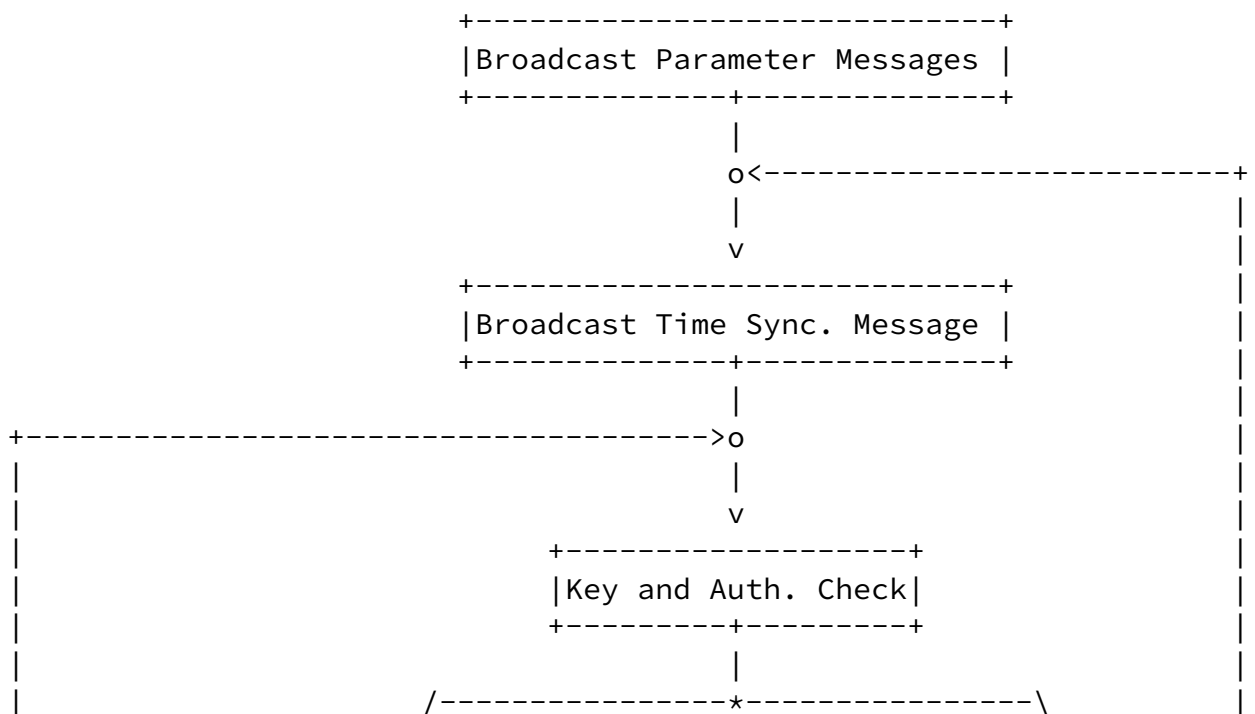 Broadcast Parameter Messages
Broadcast Time Sync. Message
Key and Auth. Check